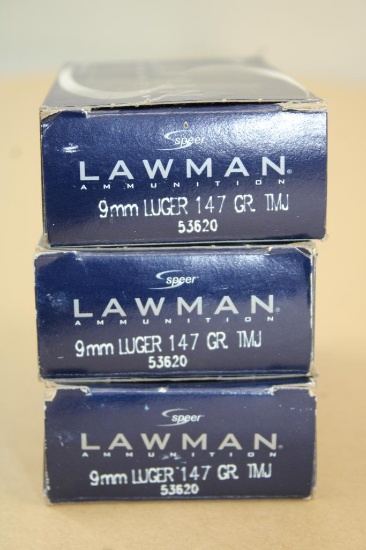 Speer
LAWMAN®
AMMUNITION
9mm LUGER 147 GR. TMJ
53620
Speer
LAWMAN®
AMMUNITION
9mm LUGER 147 GR. TMJ
53620
Speer
LAWMAN®
AMMUNITION
9mm LUGER 147 GR. TMJ
53620